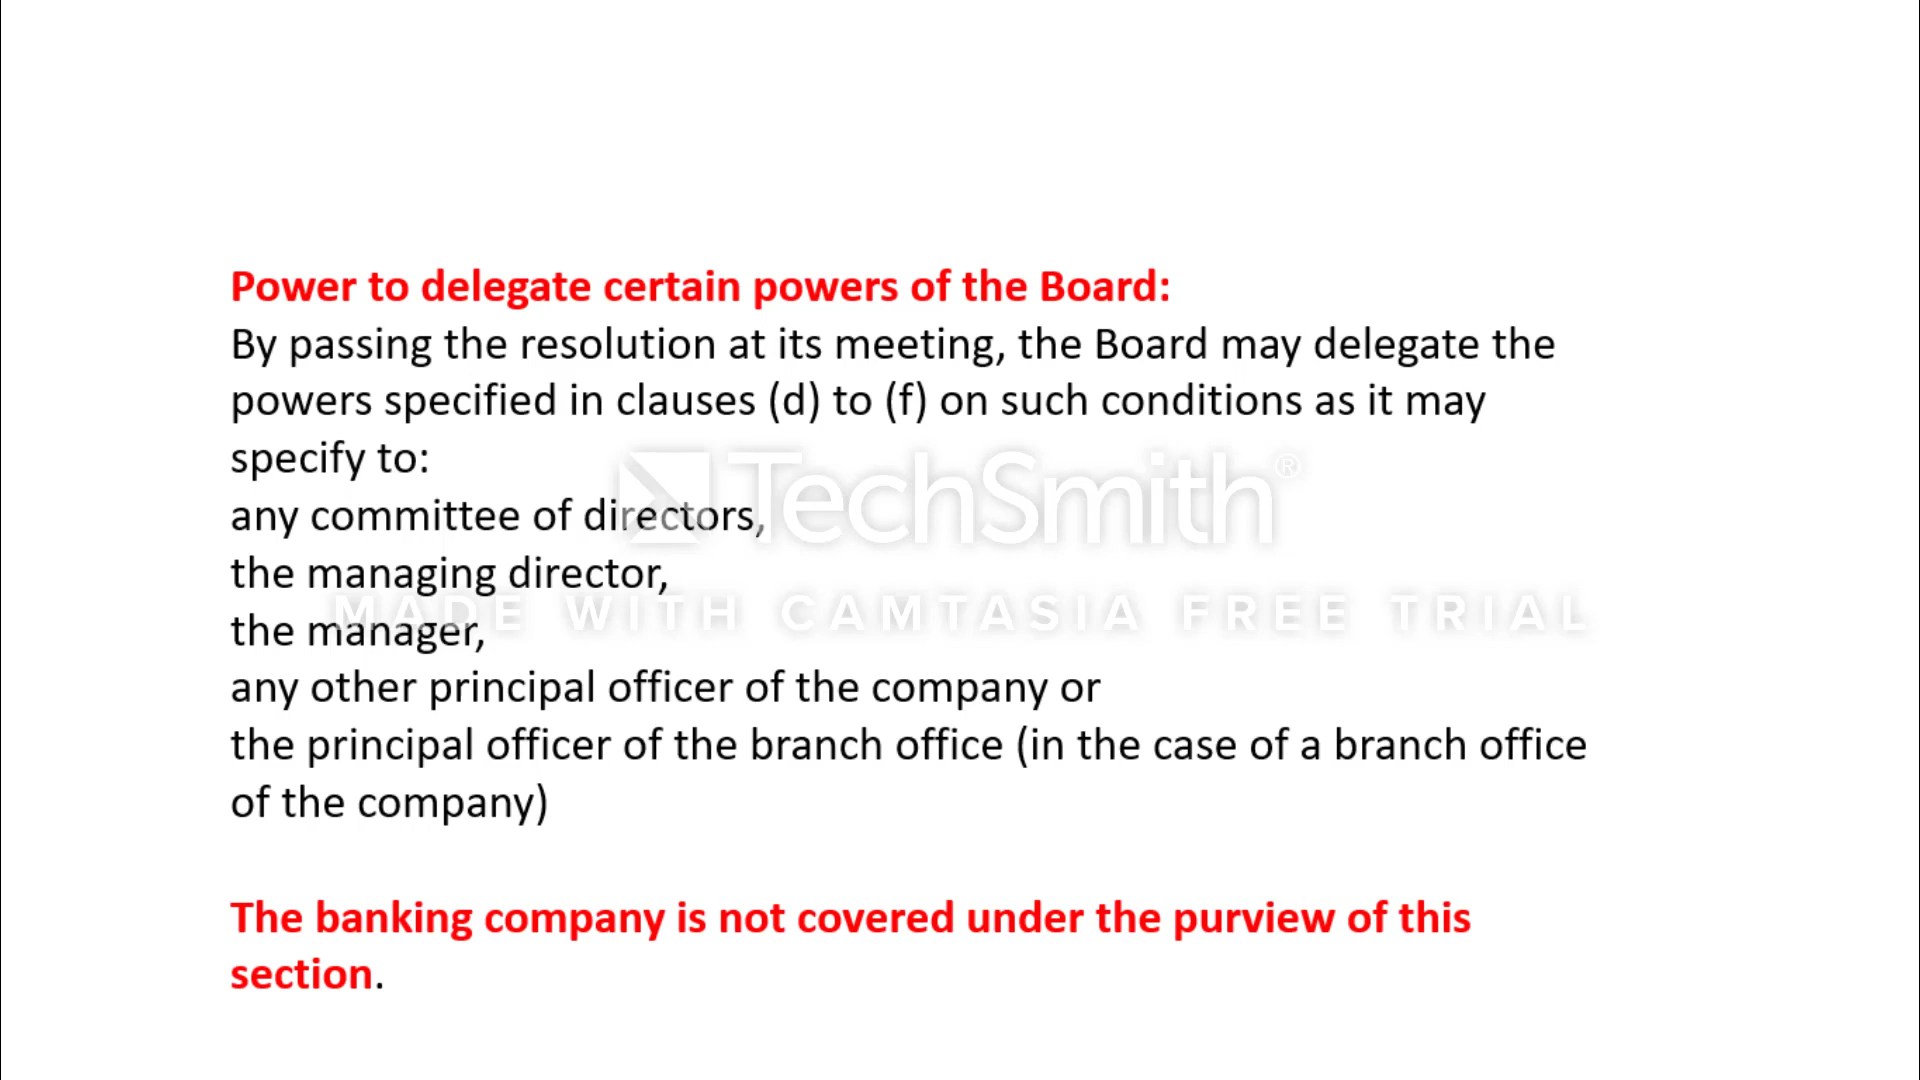 Power to delegate certain powers of the Board:
By passing the resolution at its meeting, the Board may delegate the
powers specified in clauses (d) to (f) on such conditions as it may
specify to:
TechSmith®
any committee of directors,
the managing director,
MADE WITH CAMTASIA FREE TRIAL
the manager,
any other principal officer of the company or
the principal officer of the branch office (in the case of a branch office
of the company)
The banking company is not covered under the purview of this
section.